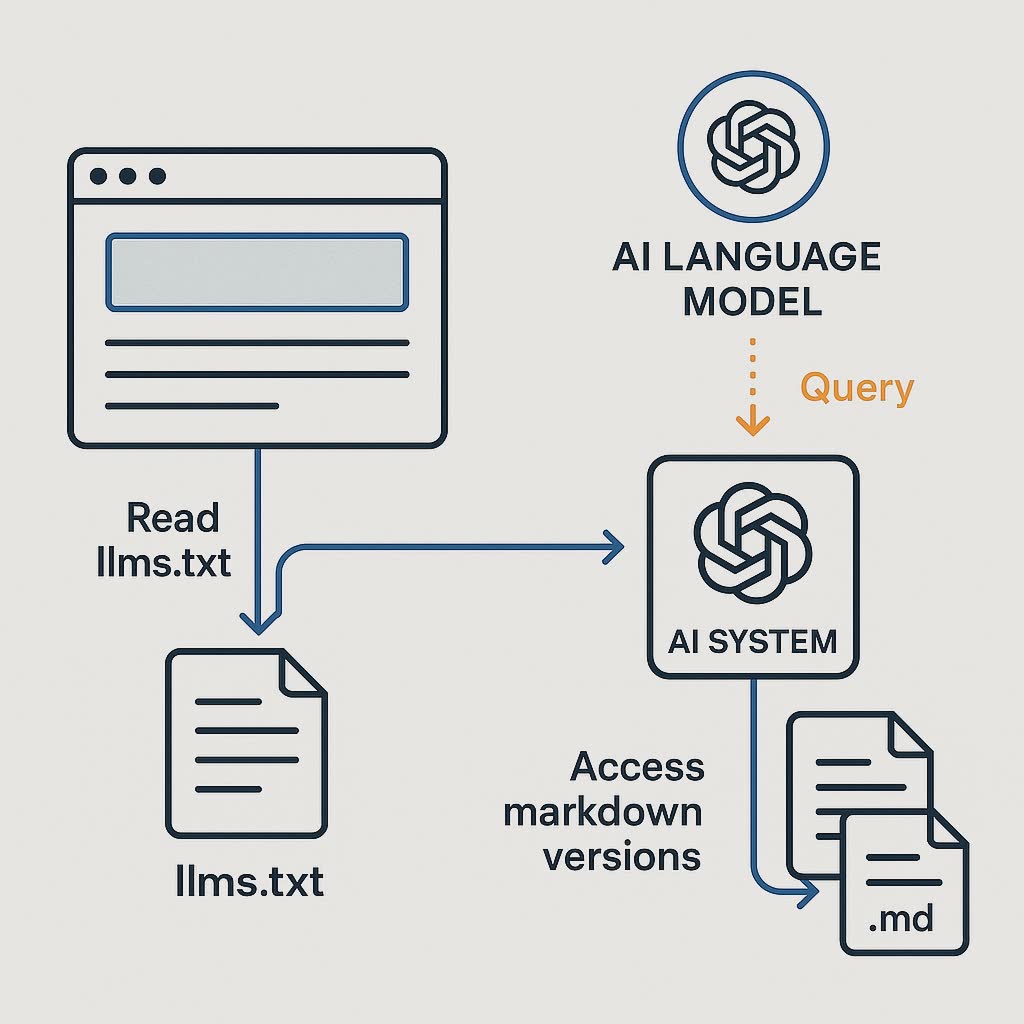 AI LANGUAGE
MODEL
Query
Read
llms.txt
AI SYSTEM
Access
markdown
versions
llms.txt
.md